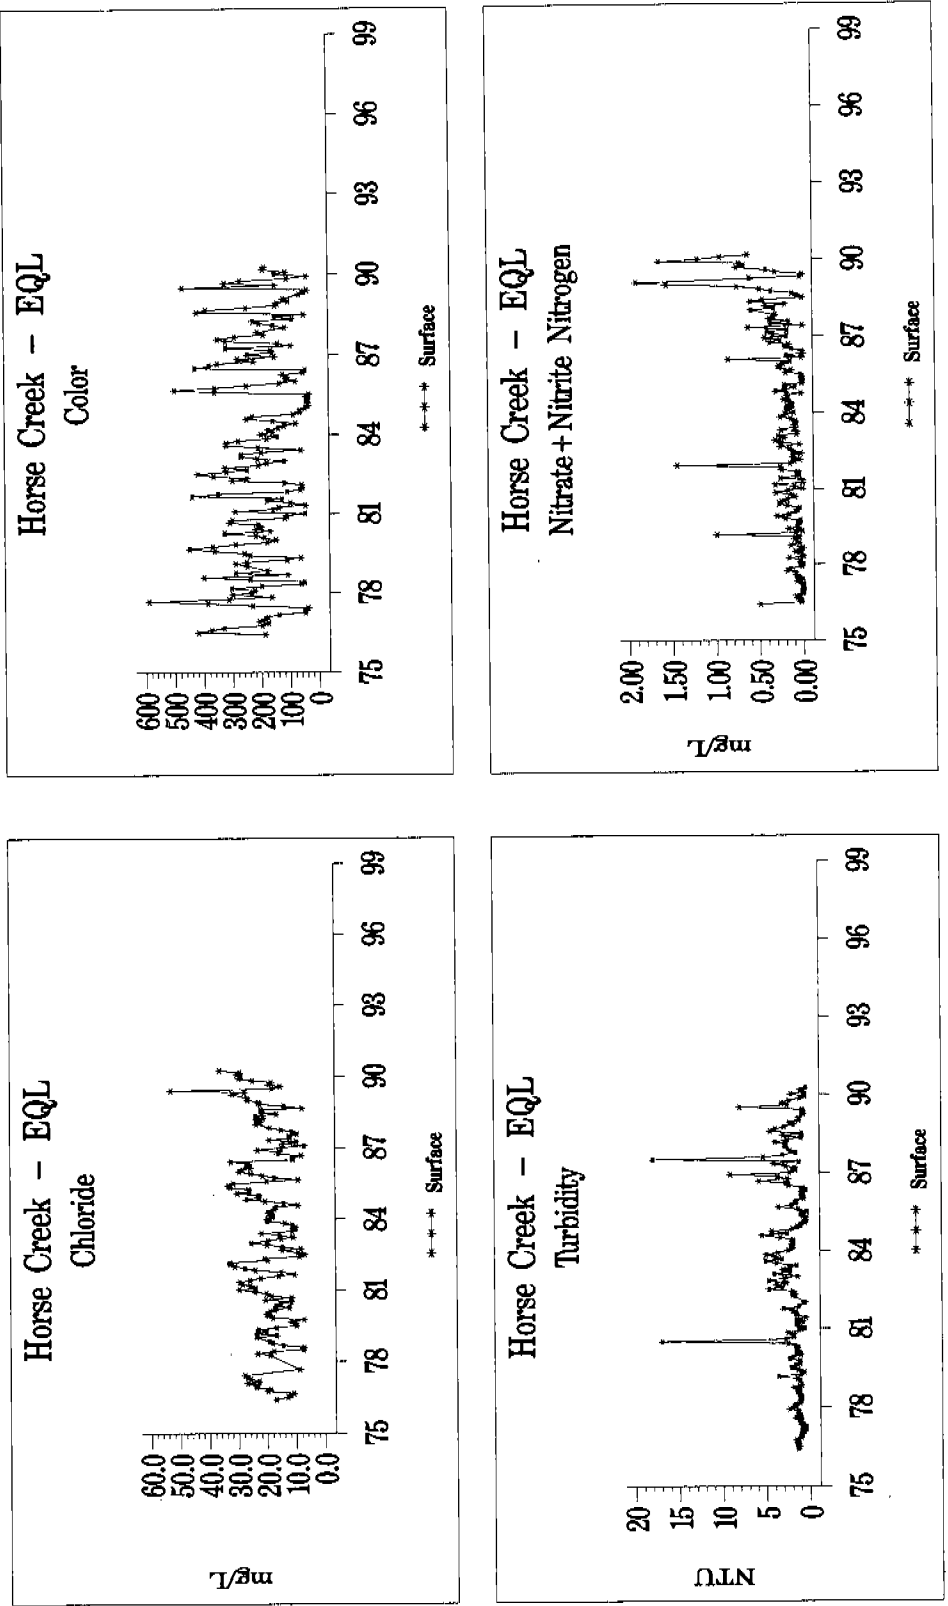 Horse Creek - EQL
Chloride
mg/L
60.0
50.0
40.0
30.0
20.0
10.0
0.0
75 78 81 84 87 90 93 96 99
Surface
Horse Creek - EQL
Color
600
500
400
300
200
100
0
75 78 81 84 87 90 93 96 99
Surface
Horse Creek - EQL
Turbidity
NTU
20
15
10
5
0
75 78 81 84 87 90 93 96 99
Surface
Horse Creek - EQL
Nitrate+Nitrite Nitrogen
mg/L
2.00
1.50
1.00
0.50
0.00
75 78 81 84 87 90 93 96 99
Surface